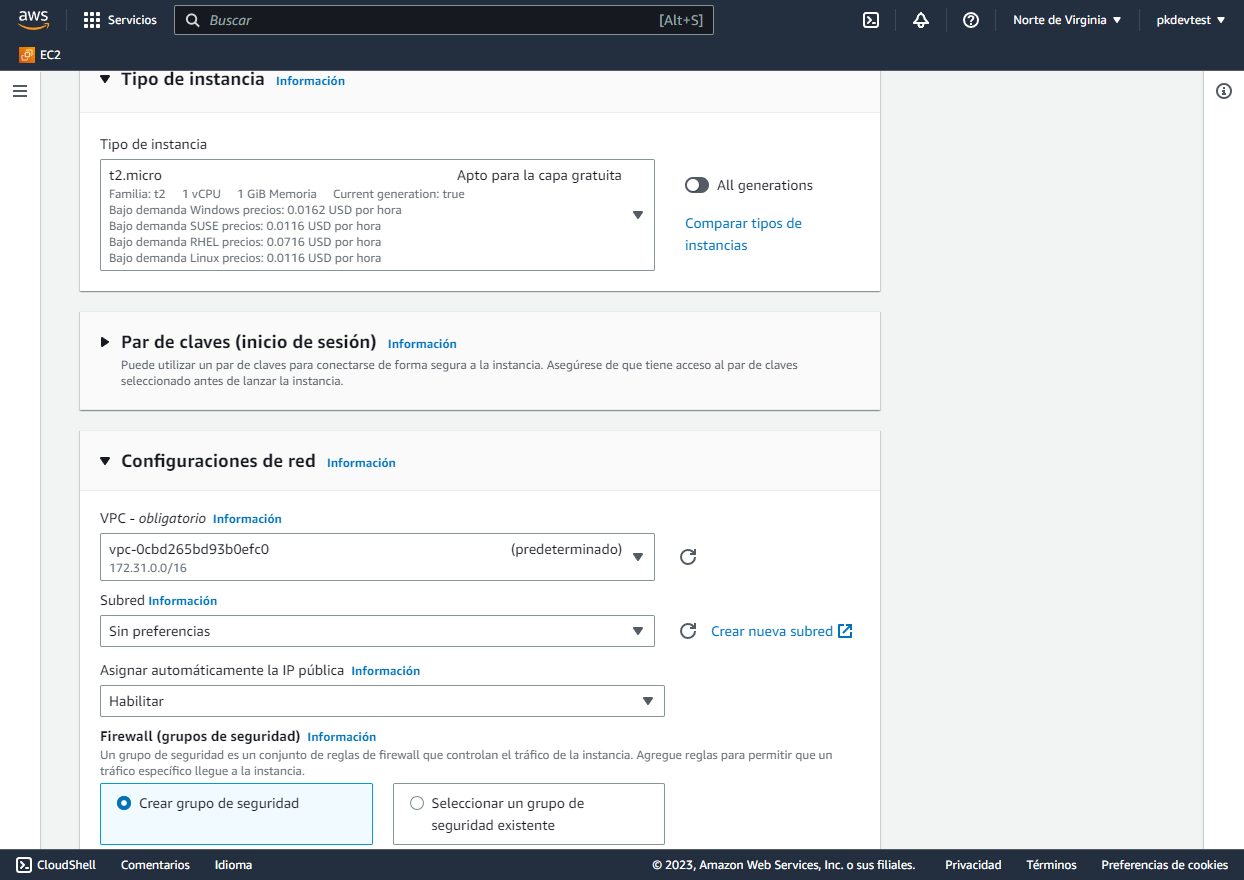 aws
Servicios
Buscar
[Alt+S]
Norte de Virginia
pkdevtest
EC2
Tipo de instancia Información
Tipo de instancia
t2.micro Apto para la capa gratuita
Familia: t2 1 vCPU 1 GiB Memoria Current generation: true
Bajo demanda Windows precios: 0.0162 USD por hora
Bajo demanda SUSE precios: 0.0116 USD por hora
Bajo demanda RHEL precios: 0.0716 USD por hora
Bajo demanda Linux precios: 0.0116 USD por hora
All generations
Comparar tipos de
instancias
Par de claves (inicio de sesión) Información
Puede utilizar un par de claves para conectarse de forma segura a la instancia. Asegúrese de que tiene acceso al par de claves
seleccionado antes de lanzar la instancia.
Configuraciones de red Información
VPC - obligatorio Información
vpc-0cbd265bd93b0efc0 (predeterminado)
172.31.0.0/16
Subred Información
Sin preferencias
Crear nueva subred
Asignar automáticamente la IP pública Información
Habilitar
Firewall (grupos de seguridad) Información
Un grupo de seguridad es un conjunto de reglas de firewall que controlan el tráfico de la instancia. Agregue reglas para permitir que un
tráfico específico llegue a la instancia.
Crear grupo de seguridad
Seleccionar un grupo de
seguridad existente
CloudShell
Comentarios
Idioma
© 2023, Amazon Web Services, Inc. o sus filiales.
Privacidad
Términos
Preferencias de cookies